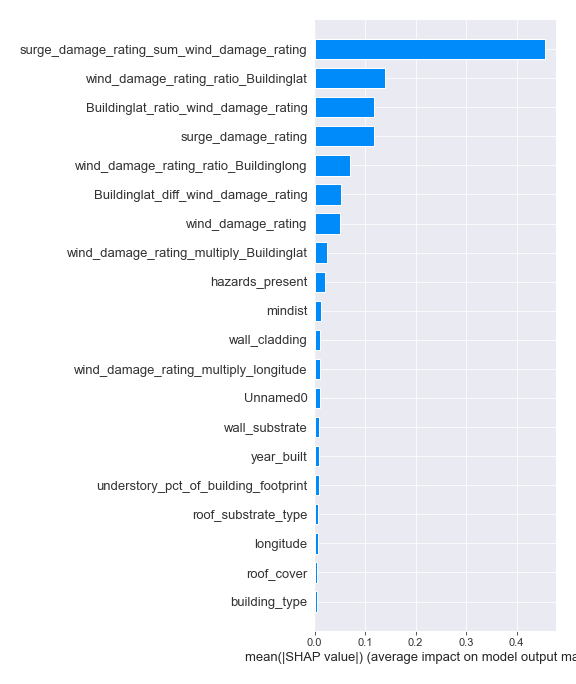 surge_damage_rating_sum_wind_damage_rating
wind_damage_rating_ratio_Buildinglat
Buildinglat_ratio_wind_damage_rating
surge_damage_rating
wind_damage_rating_ratio_Buildinglong
Buildinglat_diff_wind_damage_rating
wind_damage_rating
wind_damage_rating_multiply_Buildinglat
hazards_present
mindist
wall_cladding
wind_damage_rating_multiply_longitude
Unnamed0
wall_substrate
year_built
understory_pct_of_building_footprint
roof_substrate_type
longitude
roof_cover
building_type
0.0 0.1 0.2 0.3 0.4
mean(|SHAP value|) (average impact on model output ma